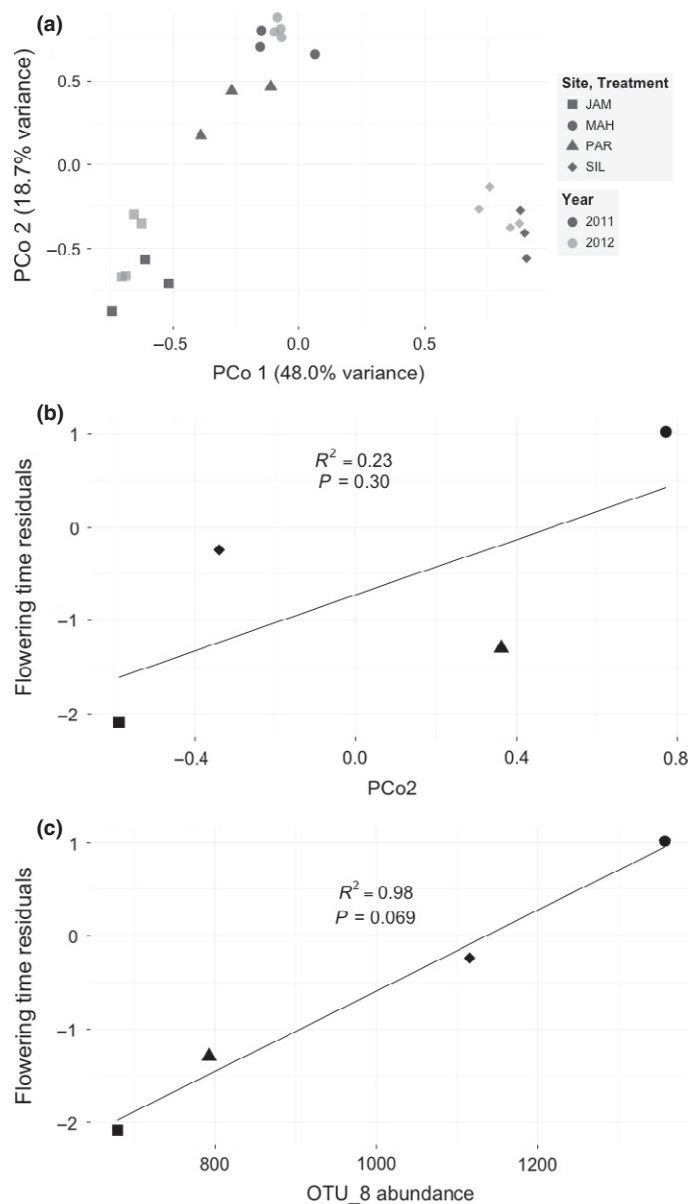 (a)
0.5
0.0
−0.5
PCo 2 (18.7% variance)
−0.5
0.0
0.5
PCo 1 (48.0% variance)
Site, Treatment
JAM
MAH
PAR
SIL
Year
2011
2012
(b)
1
0
−1
−2
Flowering time residuals
R² = 0.23
P = 0.30
−0.4
0.0
0.4
0.8
PCo2
(c)
1
0
−1
−2
Flowering time residuals
R² = 0.98
P = 0.069
800
1000
1200
OTU_8 abundance